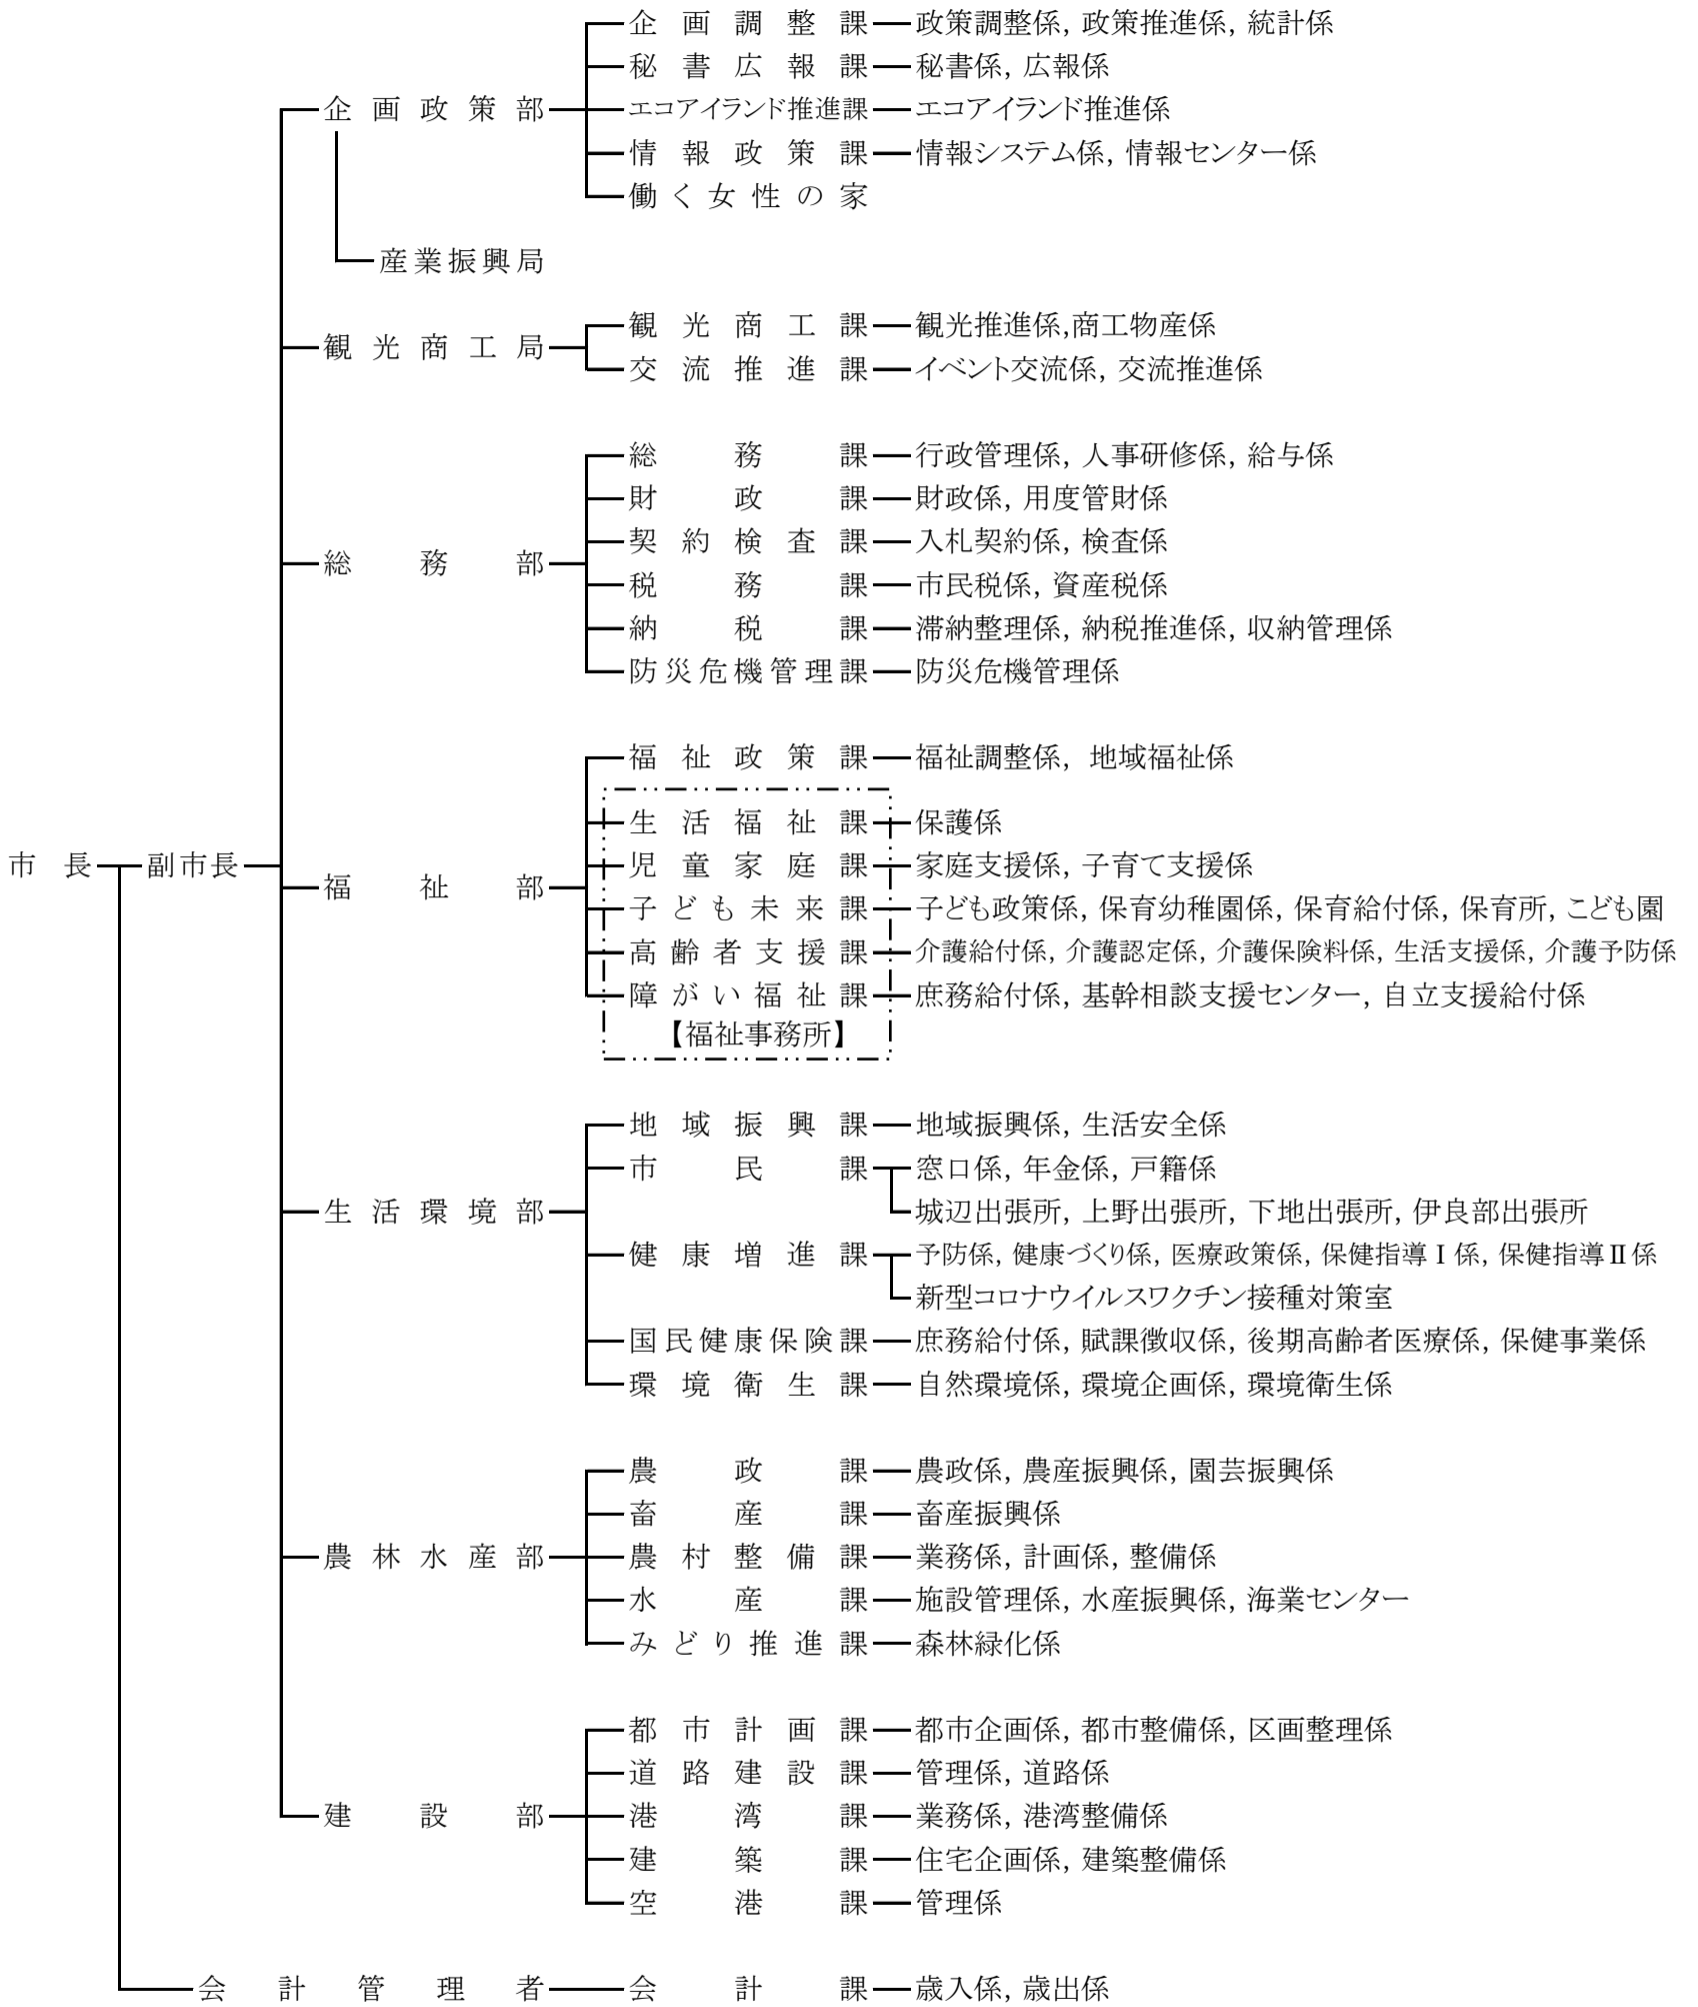 企画調整課 政策調整係, 政策推進係, 統計係
秘書広報課 秘書係, 広報係
企画政策部 エコアイランド推進課 エコアイランド推進係
情報政策課 情報システム係, 情報センター係
働く女性の家
産業振興局
観光商工課 観光推進係,商工物産係
観光商工局
交流推進課 イベント交流係, 交流推進係
総務課 行政管理係, 人事研修係, 給与係
財政課 財政係, 用度管財係
契約検査課 入札契約係, 検査係
総務部
税務課 市民税係, 資産税係
納税課 滞納整理係, 納税推進係, 収納管理係
防災危機管理課 防災危機管理係
福祉政策課 福祉調整係, 地域福祉係
生活福祉課 保護係
市長 副市長 児童家庭課 家庭支援係, 子育て支援係
福祉部
子ども未来課 子ども政策係, 保育幼稚園係, 保育給付係, 保育所, こども園
高齢者支援課 介護給付係, 介護認定係, 介護保険料係, 生活支援係, 介護予防係
障がい福祉課 庶務給付係, 基幹相談支援センター, 自立支援給付係
【福祉事務所】
地域振興課 地域振興係, 生活安全係
市民課 窓口係, 年金係, 戸籍係
生活環境部 城辺出張所, 上野出張所, 下地出張所, 伊良部出張所
健康増進課 予防係, 健康づくり係, 医療政策係, 保健指導Ⅰ係, 保健指導Ⅱ係
新型コロナウイルスワクチン接種対策室
国民健康保険課 庶務給付係, 賦課徴収係, 後期高齢者医療係, 保健事業係
環境衛生課 自然環境係, 環境企画係, 環境衛生係
農政課 農政係, 農産振興係, 園芸振興係
畜産課 畜産振興係
農林水産部 農村整備課 業務係, 計画係, 整備係
水産課 施設管理係, 水産振興係, 海業センター
みどり推進課 森林緑化係
都市計画課 都市企画係, 都市整備係, 区画整理係
道路建設課 管理係, 道路係
建設部 港湾課 業務係, 港湾整備係
建築課 住宅企画係, 建築整備係
空港課 管理係
会計管理者 会計課 歳入係, 歳出係